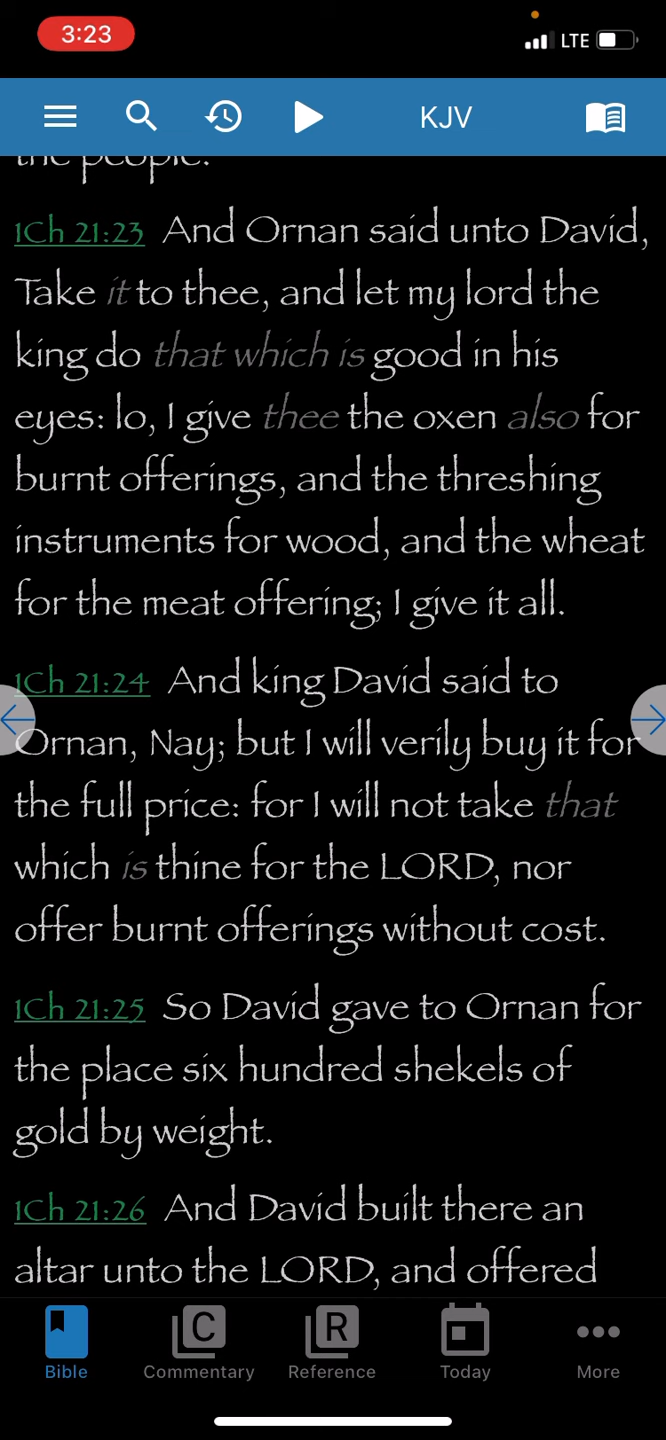 3:23
LTE
KJV
the people.
1Ch 21:23 And Ornan said unto David,
Take it to thee, and let my lord the
king do that which is good in his
eyes: lo, I give thee the oxen also for
burnt offerings, and the threshing
instruments for wood, and the wheat
for the meat offering; I give it all.
1Ch 21:24 And king David said to
Ornan, Nay; but I will verily buy it for
the full price: for I will not take that
which is thine for the LORD, nor
offer burnt offerings without cost.
1Ch 21:25 So David gave to Ornan for
the place six hundred shekels of
gold by weight.
1Ch 21:26 And David built there an
altar unto the LORD, and offered
C R
Bible Commentary Reference Today More